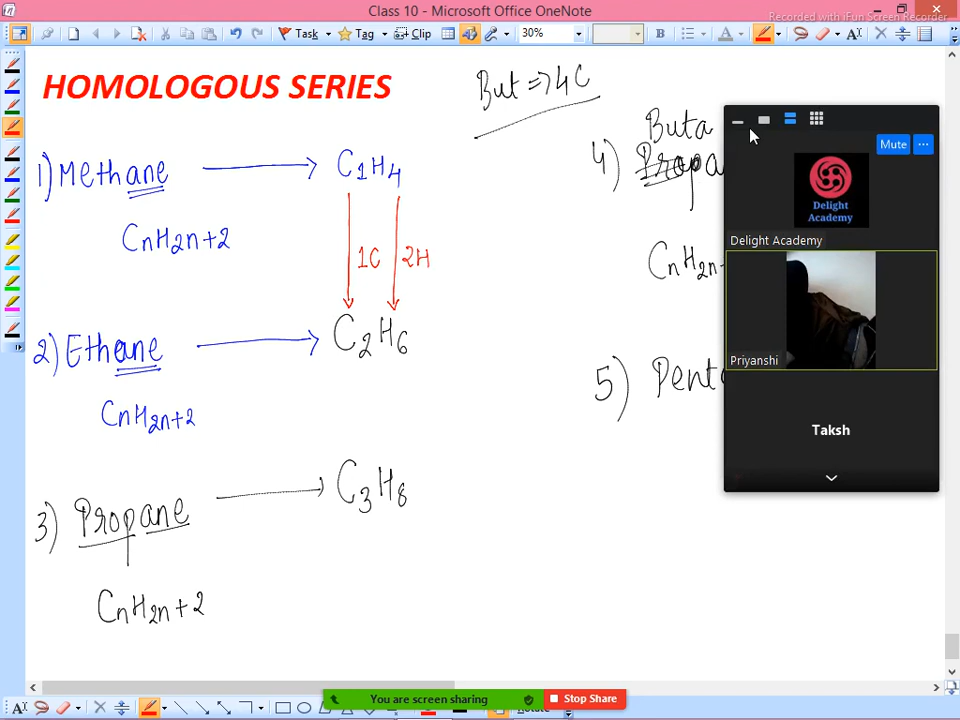 Class 10 - Microsoft Office OneNote
Recorded with iFun Screen Recorder
Task
Tag
Clip
30%
B
A
HOMOLOGOUS SERIES
But => 4C
1) Methane → C1H4
CnH2n+2
1C 2H
2) Ethane → C2H6
CnH2n+2
3) Propane → C3H8
CnH2n+2
Buta
4)
CnH2n+
5) Penta
Mute
Delight
Academy
Delight Academy
Priyanshi
Taksh
You are screen sharing
Stop Share